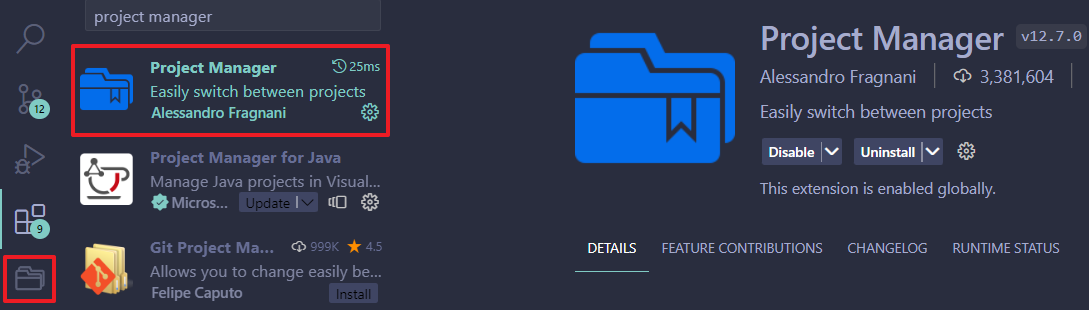 project manager
12
9
Project Manager
25ms
Easily switch between projects
Alessandro Fragnani
Project Manager for Java
Manage Java projects in Visual...
Micros...
Update
Git Project Ma...
999K
4.5
Allows you to change easily be...
Felipe Caputo
Install
Project Manager
v12.7.0
Alessandro Fragnani
3,381,604
Easily switch between projects
Disable
Uninstall
This extension is enabled globally.
DETAILS
FEATURE CONTRIBUTIONS
CHANGELOG
RUNTIME STATUS